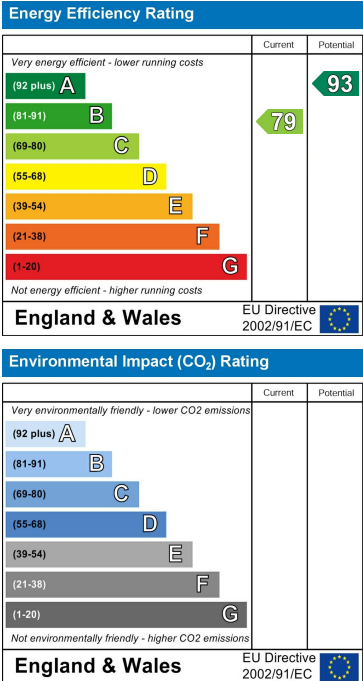 Energy Efficiency Rating
Current Potential
Very energy efficient - lower running costs
(92 plus) A
(81-91) B
(69-80) C
(55-68) D
(39-54) E
(21-38) F
(1-20) G
79
93
Not energy efficient - higher running costs
England & Wales
EU Directive
2002/91/EC
Environmental Impact (CO₂) Rating
Current Potential
Very environmentally friendly - lower CO2 emissions
(92 plus) A
(81-91) B
(69-80) C
(55-68) D
(39-54) E
(21-38) F
(1-20) G
Not environmentally friendly - higher CO2 emissions
England & Wales
EU Directive
2002/91/EC